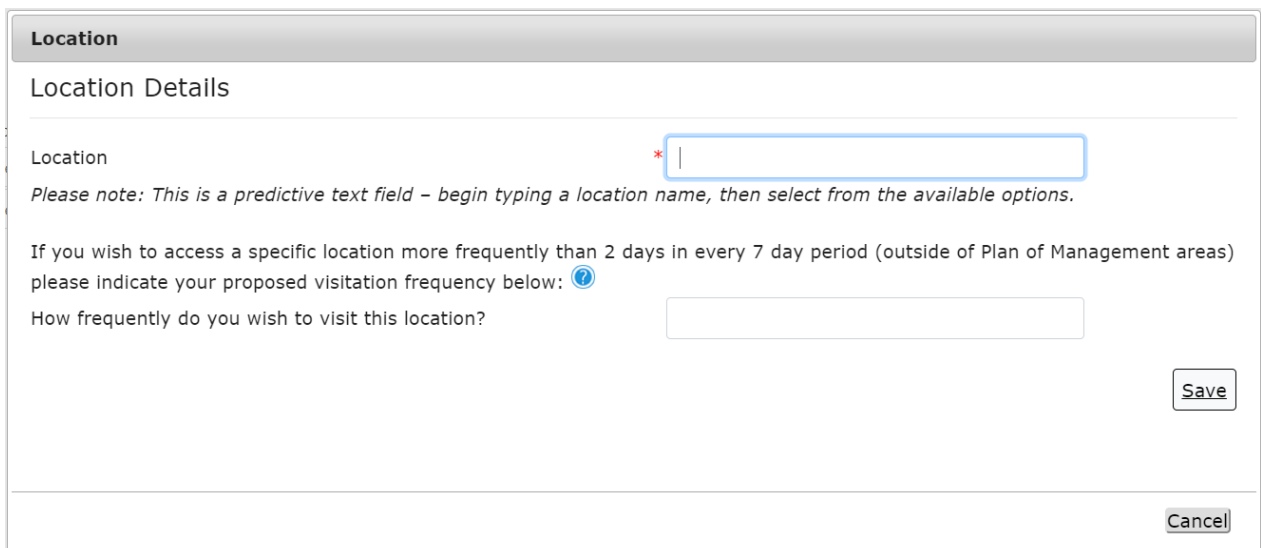 Location
Location Details
Location *
Please note: This is a predictive text field – begin typing a location name, then select from the available options.
If you wish to access a specific location more frequently than 2 days in every 7 day period (outside of Plan of Management areas)
please indicate your proposed visitation frequency below: ?
How frequently do you wish to visit this location?
Save
Cancel